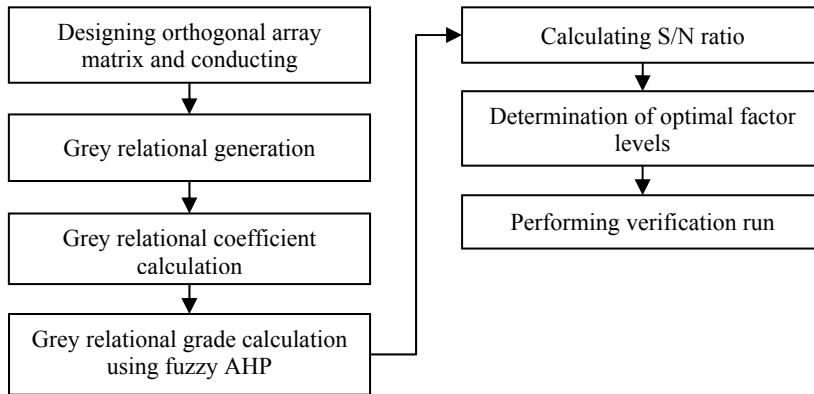 Designing orthogonal array
matrix and conducting
Grey relational generation
Grey relational coefficient
calculation
Grey relational grade calculation
using fuzzy AHP
Calculating S/N ratio
Determination of optimal factor
levels
Performing verification run